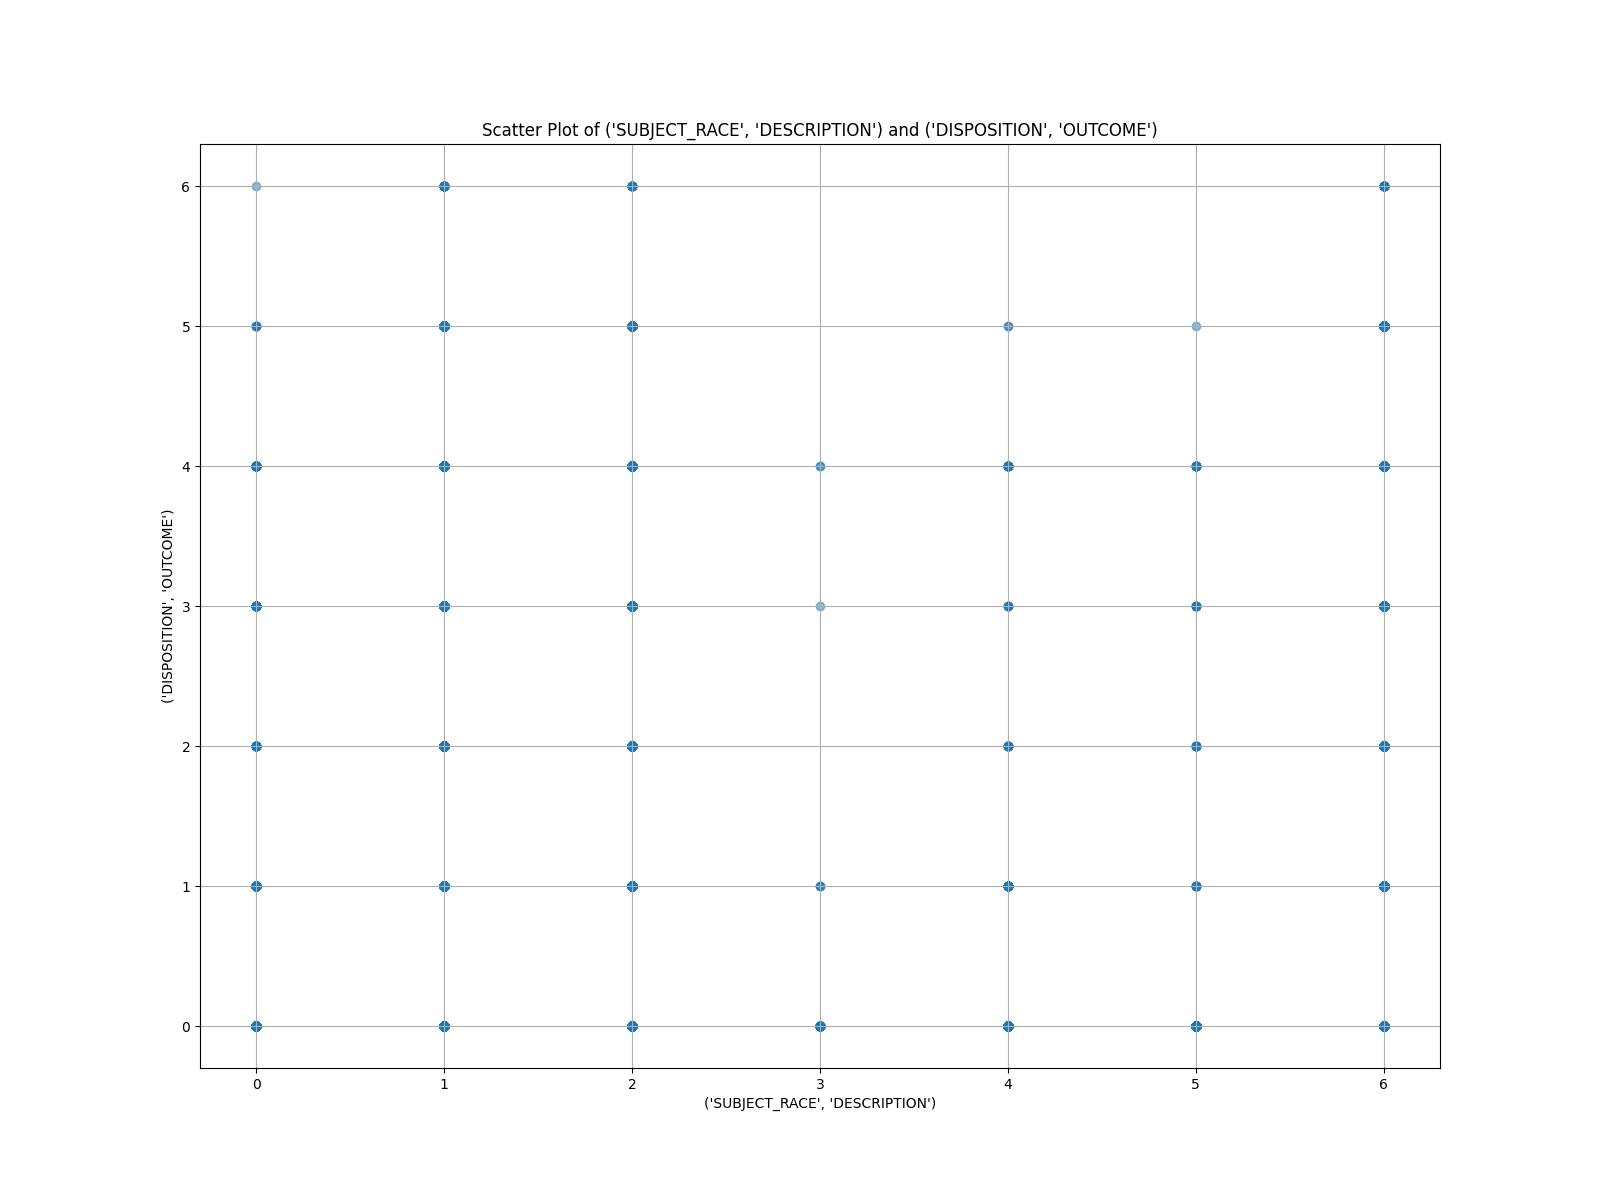 Scatter Plot of ('SUBJECT_RACE', 'DESCRIPTION') and ('DISPOSITION', 'OUTCOME')
('DISPOSITION', 'OUTCOME')
6
5
4
3
2
1
0
0 1 2 3 4 5 6
('SUBJECT_RACE', 'DESCRIPTION')